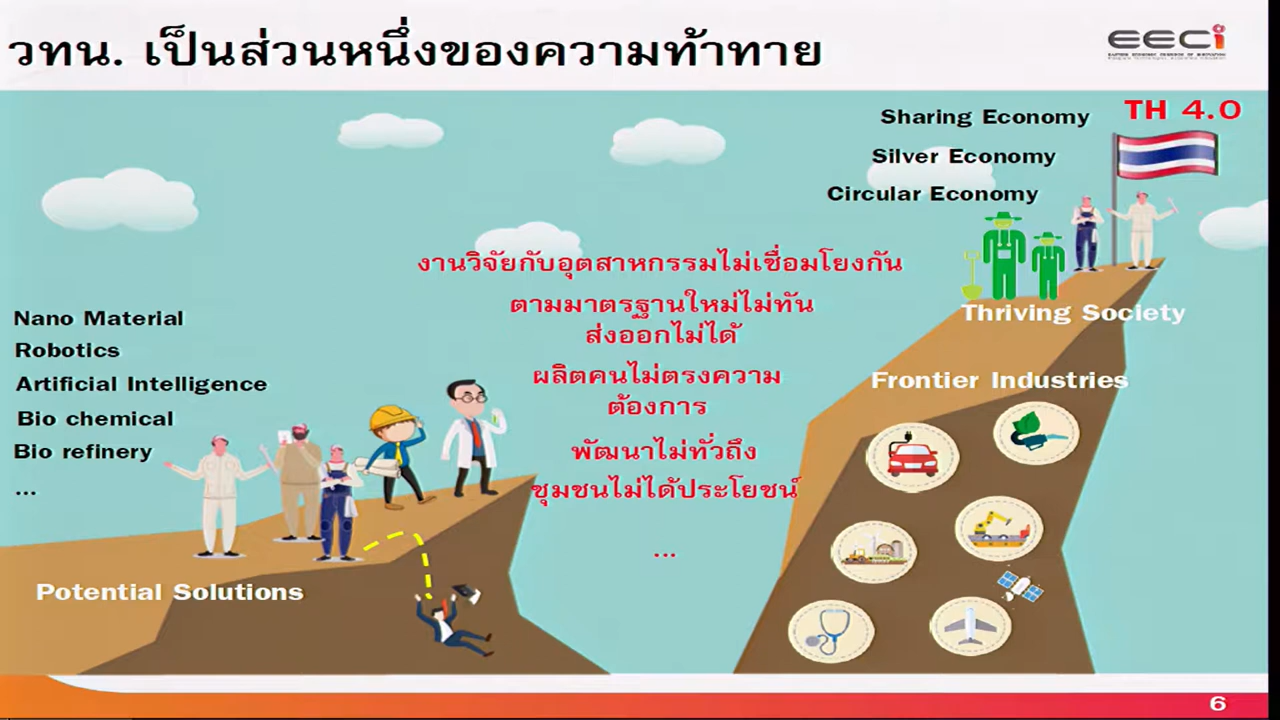 วทน. เป็นส่วนหนึ่งของความท้าทาย
eeci
TH 4.0
Sharing Economy
Silver Economy
Circular Economy
งานวิจัยกับอุตสาหกรรมไม่เชื่อมโยงกัน
ตามมาตรฐานใหม่ไม่ทัน
ส่งออกไม่ได้
ผลิตคนไม่ตรงความ
ต้องการ
พัฒนาไม่ทั่วถึง
ชุมชนไม่ได้ประโยชน์
...
Nano Material
Robotics
Artificial Intelligence
Bio chemical
Bio refinery
...
Potential Solutions
Thriving Society
Frontier Industries
6